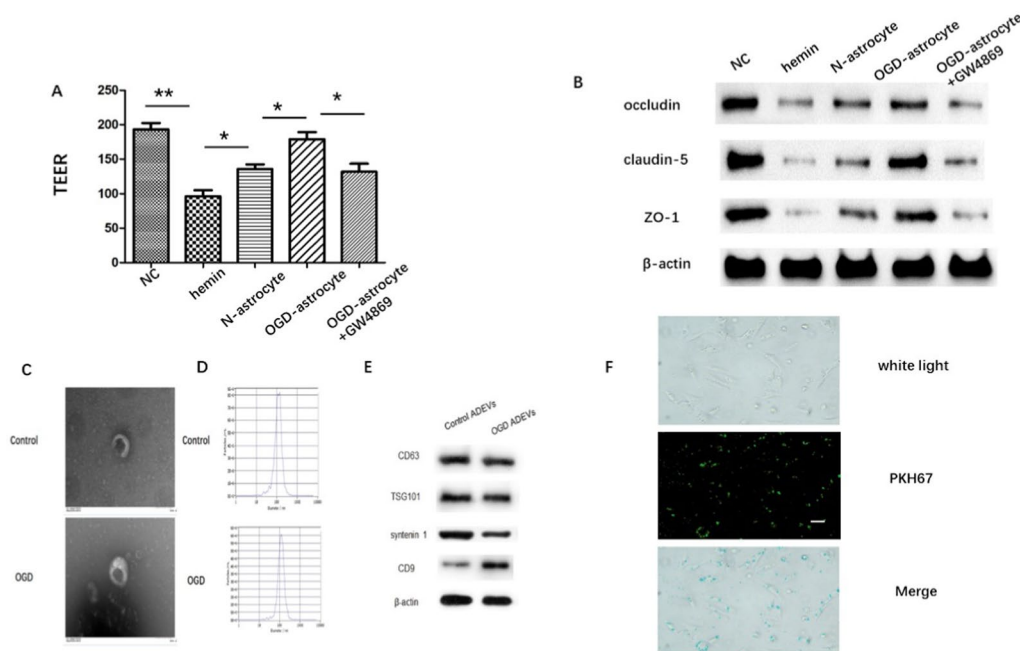 A
TEER
250
200
150
100
50
0
**
*
*
*
NC
hemin
N-astrocyte
OGD-astrocyte
OGD-astrocyte
+GW4869
B
NC
hemin
N-astrocyte
OGD-astrocyte
OGD-astrocyte
+GW4869
occludin
claudin-5
ZO-1
β-actin
C
Control
OGD
D
Control
OGD
E
Control ADEVs
OGD ADEVs
CD63
TSG101
syntenin 1
CD9
β-actin
F
white light
PKH67
Merge